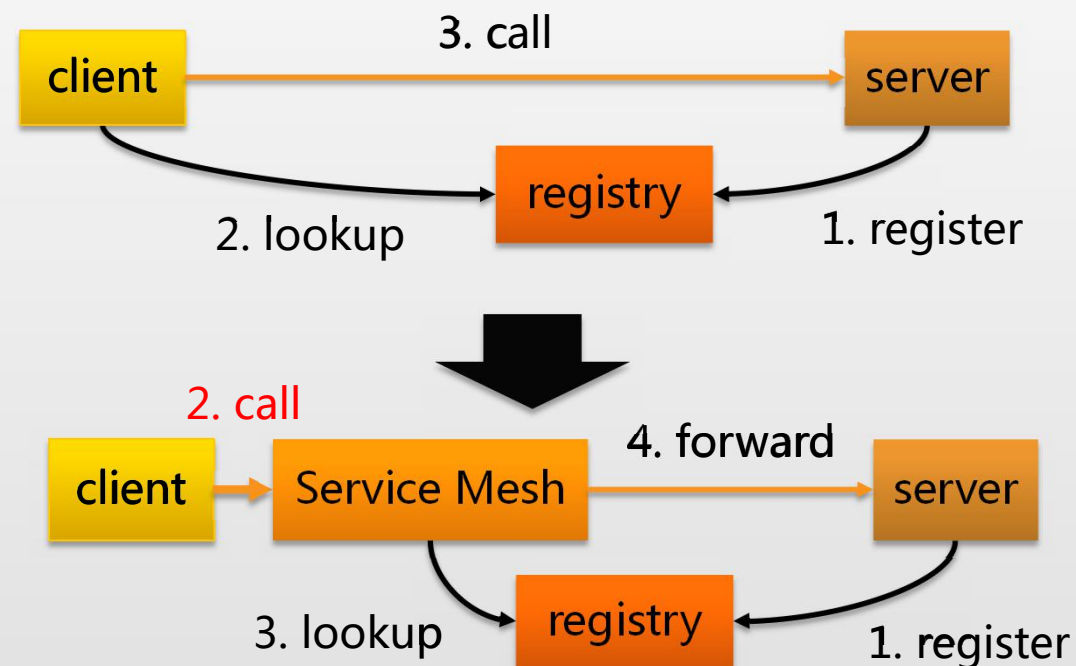 3. call
client
server
registry
2. lookup
1. register
2. call
4. forward
client
Service Mesh
server
registry
3. lookup
1. register